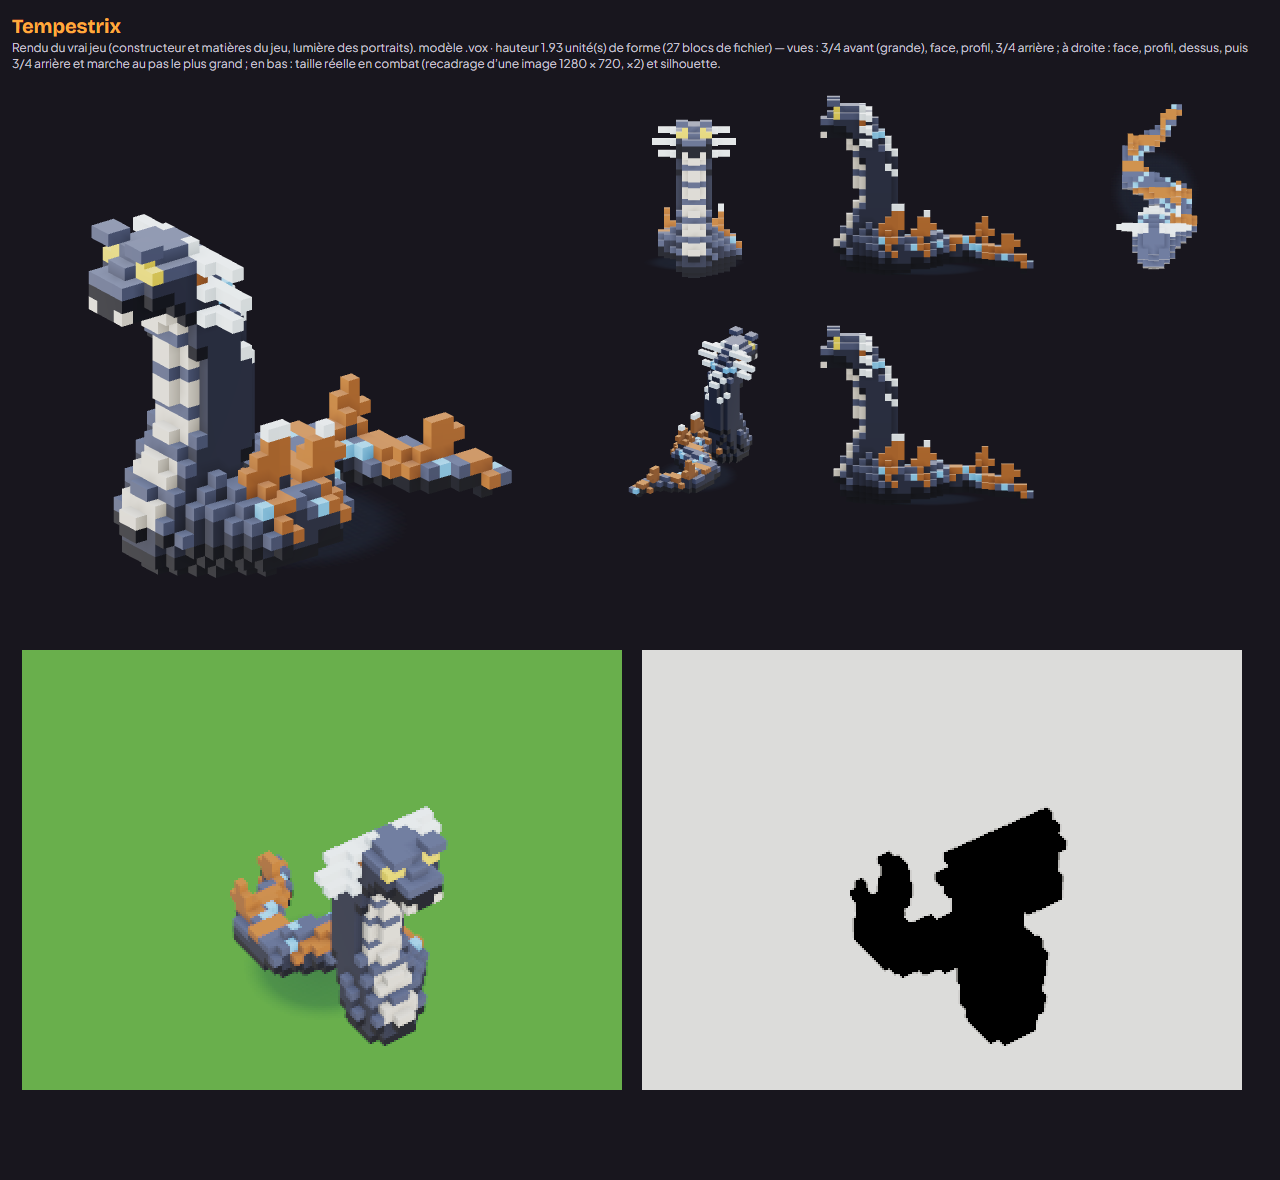 Tempestrix
Rendu du vrai jeu (constructeur et matières du jeu, lumière des portraits). modèle .vox · hauteur 1.93 unité(s) de forme (27 blocs de fichier) — vues : 3/4 avant (grande), face, profil, 3/4 arrière ; à droite : face, profil, dessus, puis
3/4 arrière et marche au pas le plus grand ; en bas : taille réelle en combat (recadrage d'une image 1280 × 720, ×2) et silhouette.